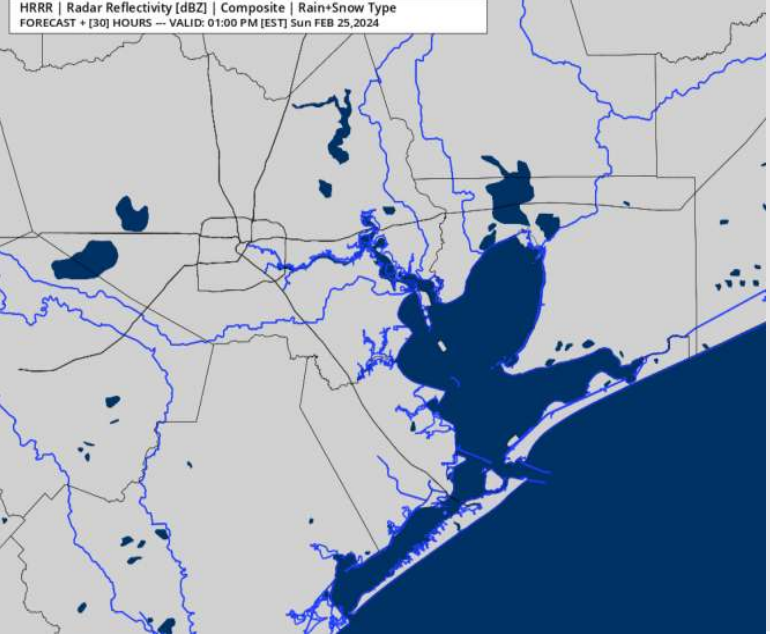 HRRR | Radar Reflectivity [dBZ] | Composite | Rain+Snow Type
FORECAST + [30] HOURS --- VALID: 01:00 PM [EST] Sun FEB 25,2024